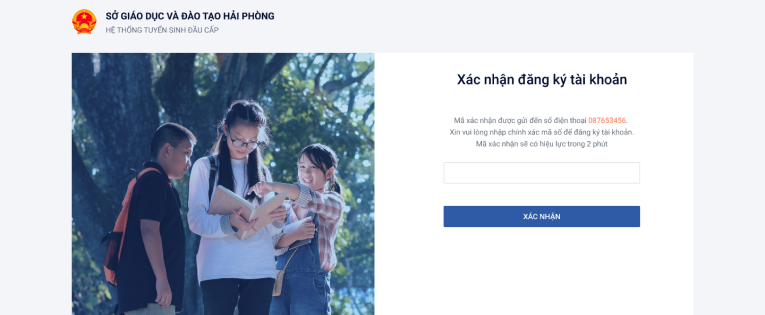 SỞ GIÁO DỤC VÀ ĐÀO TẠO HẢI PHÒNG
HỆ THỐNG TUYỂN SINH ĐẦU CẤP
Xác nhận đăng ký tài khoản
Mã xác nhận được gửi đến số điện thoại 087653456.
Xin vui lòng nhập chính xác mã số để đăng ký tài khoản.
Mã xác nhận sẽ có hiệu lực trong 2 phút
XÁC NHẬN